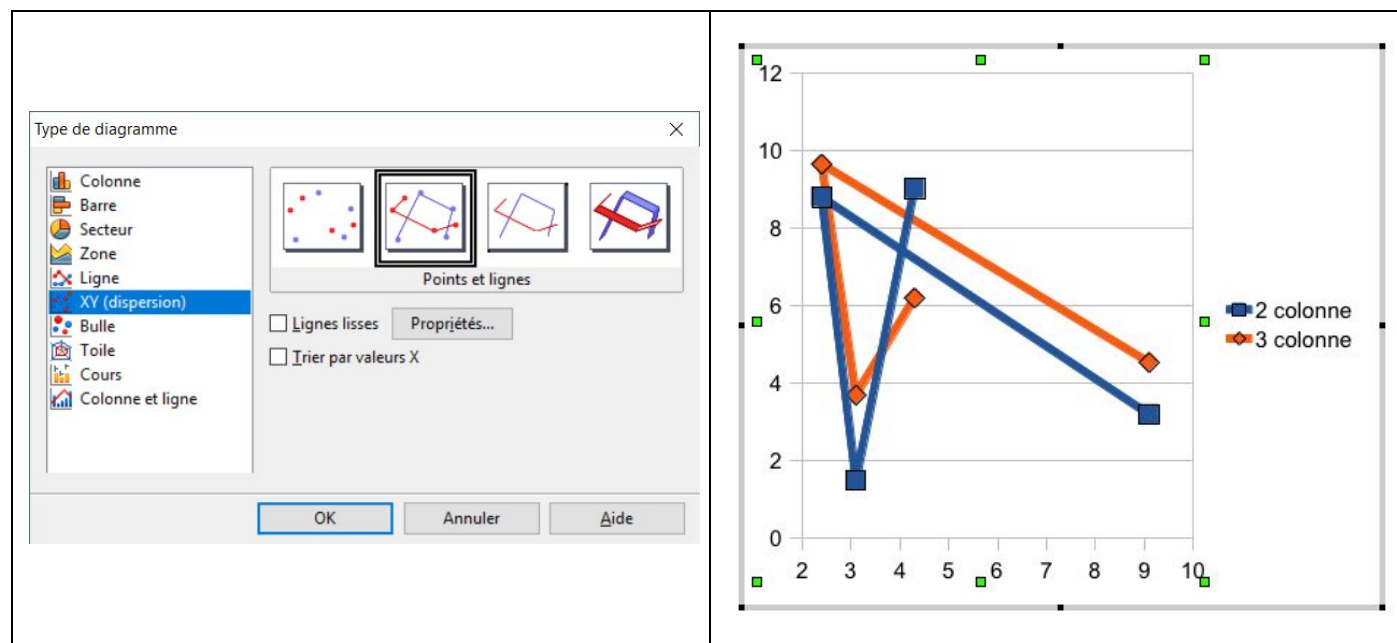 Type de diagramme
Colonne
Barre
Secteur
Zone
Ligne
XY (dispersion)
Bulle
Toile
Cours
Colonne et ligne
Points et lignes
Lignes lisses
Propriétés...
Trier par valeurs X
OK
Annuler
Aide
12
10
8
6
4
2
0
2 3 4 5 6 7 8 9 10
2 colonne
3 colonne